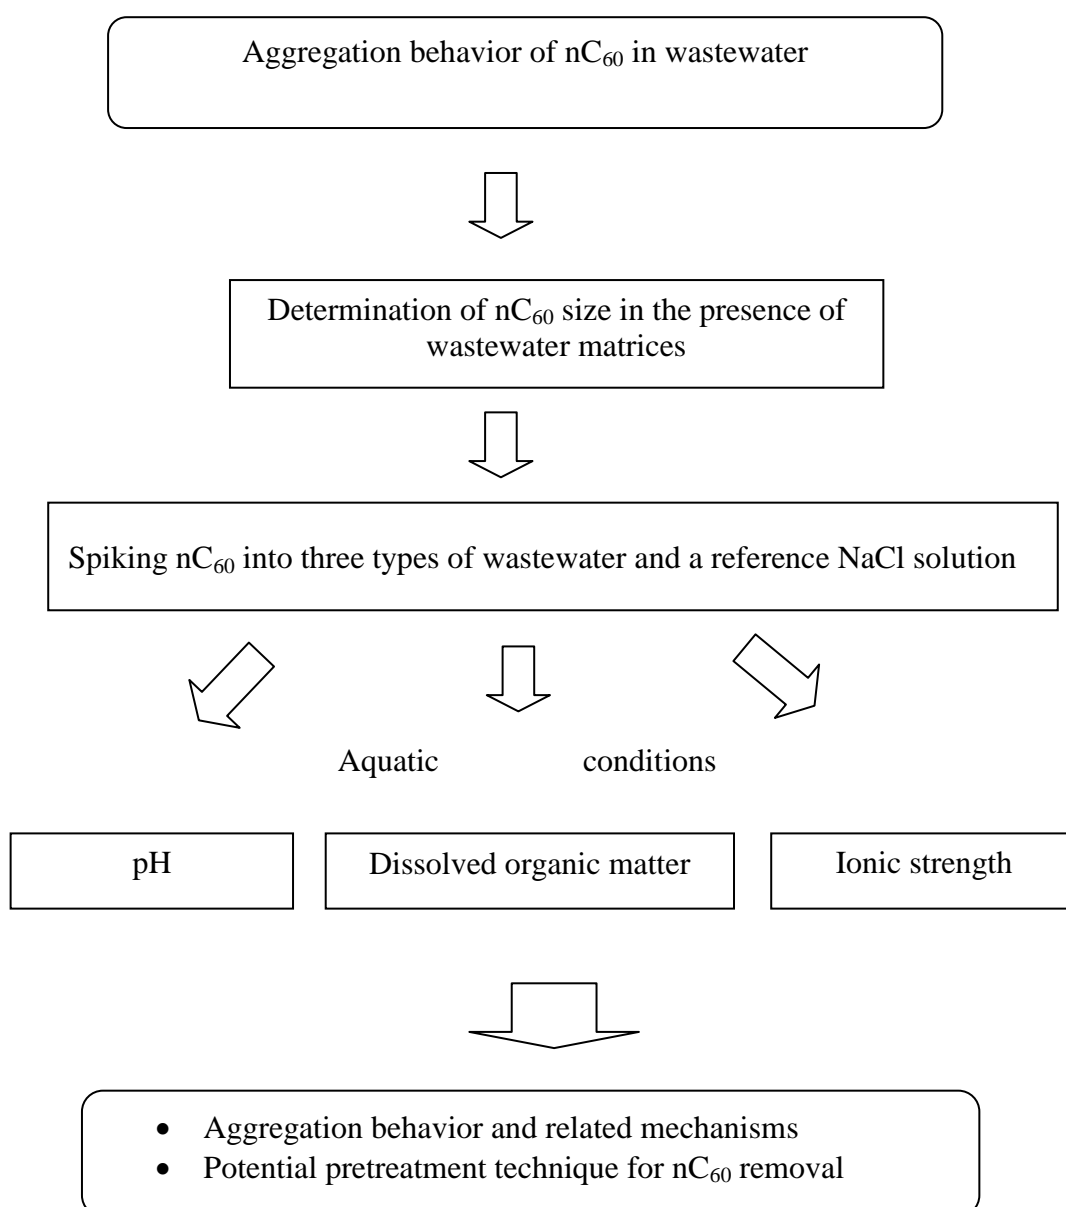 Aggregation behavior of nC₆₀ in wastewater
Determination of nC₆₀ size in the presence of
wastewater matrices
Spiking nC₆₀ into three types of wastewater and a reference NaCl solution
Aquatic conditions
pH
Dissolved organic matter
Ionic strength
• Aggregation behavior and related mechanisms
• Potential pretreatment technique for nC₆₀ removal